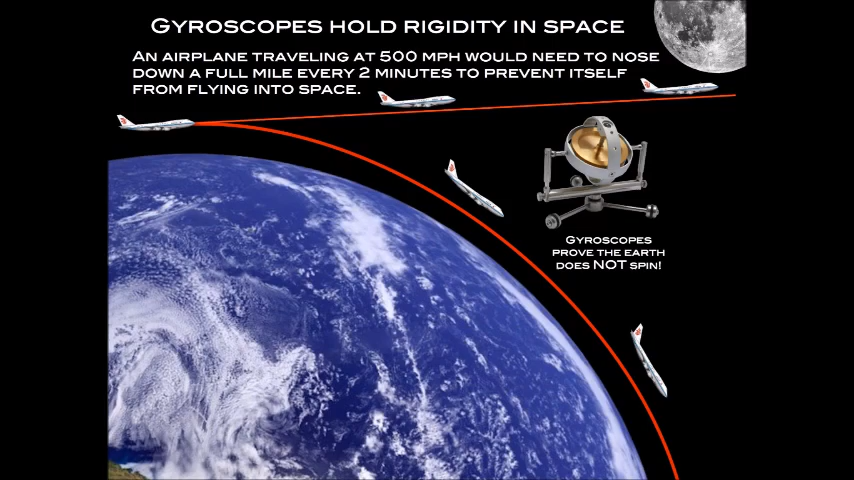 Gyroscopes hold rigidity in space
An airplane traveling at 500 mph would need to nose
down a full mile every 2 minutes to prevent itself
from flying into space.
Gyroscopes
prove the earth
does NOT spin!